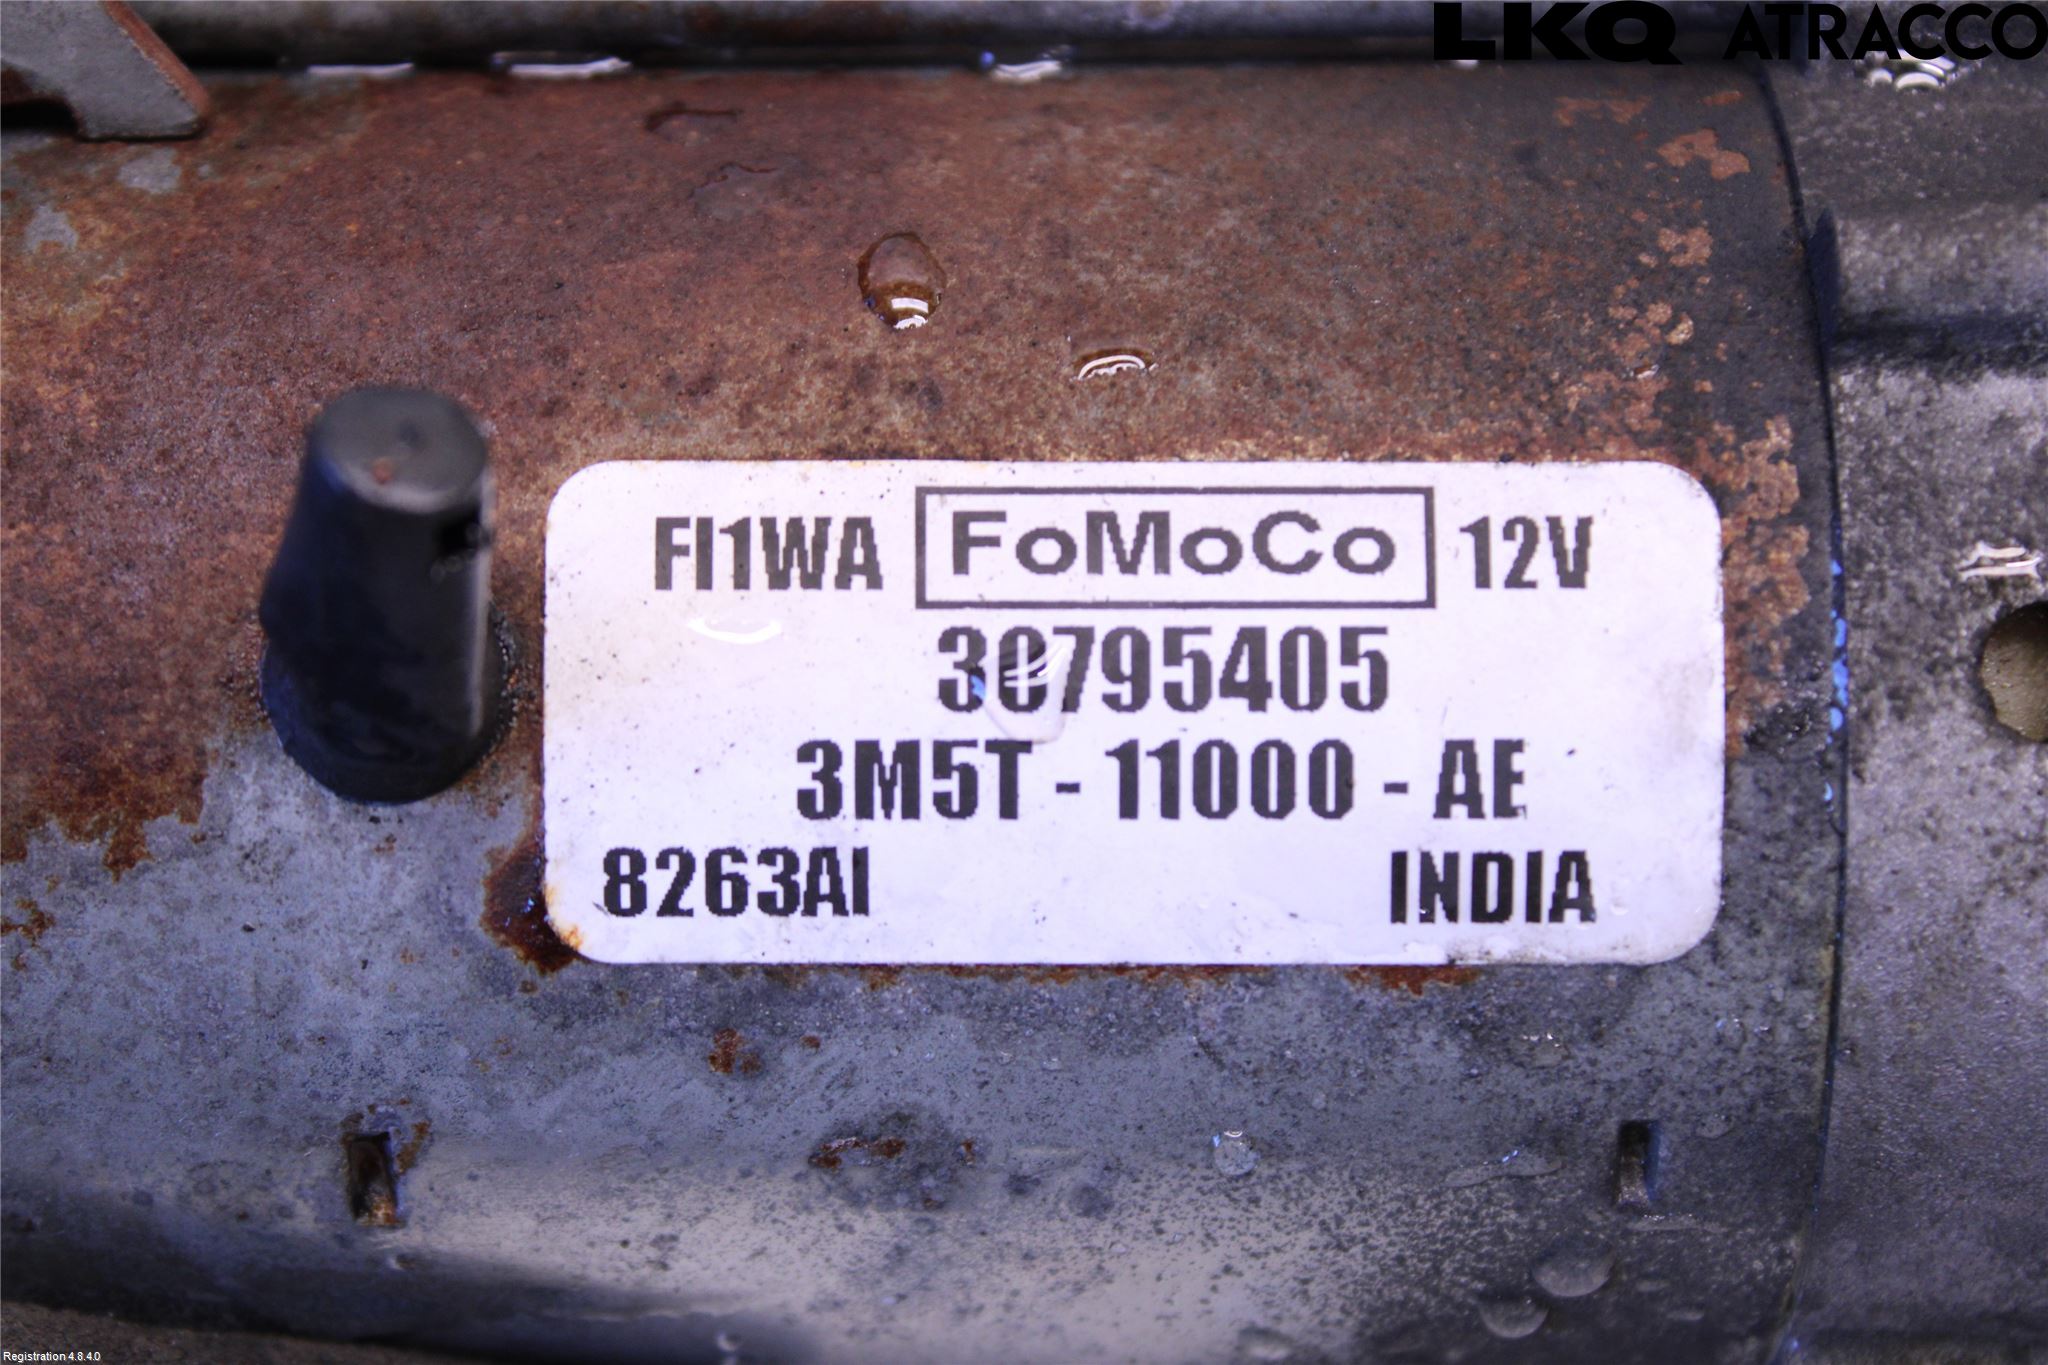 LKQ ATRACCO
FI1WA FoMoCo 12V
30795405
3M5T - 11000 - AE
8263AI INDIA
Registration 4.8.4.0